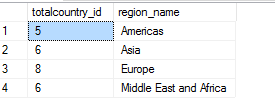 totalcountry_id region_name
1 5 Americas
2 6 Asia
3 8 Europe
4 6 Middle East and Africa